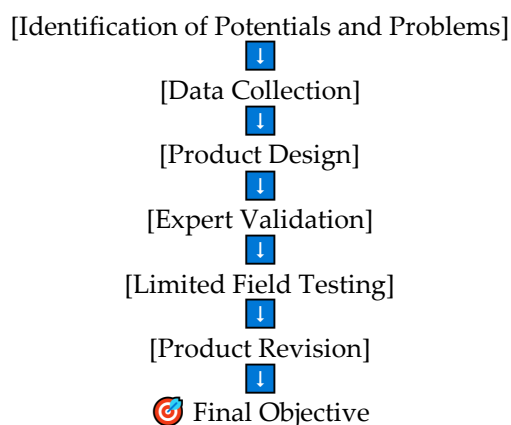 [Identification of Potentials and Problems]
↓
[Data Collection]
↓
[Product Design]
↓
[Expert Validation]
↓
[Limited Field Testing]
↓
[Product Revision]
↓
🎯 Final Objective